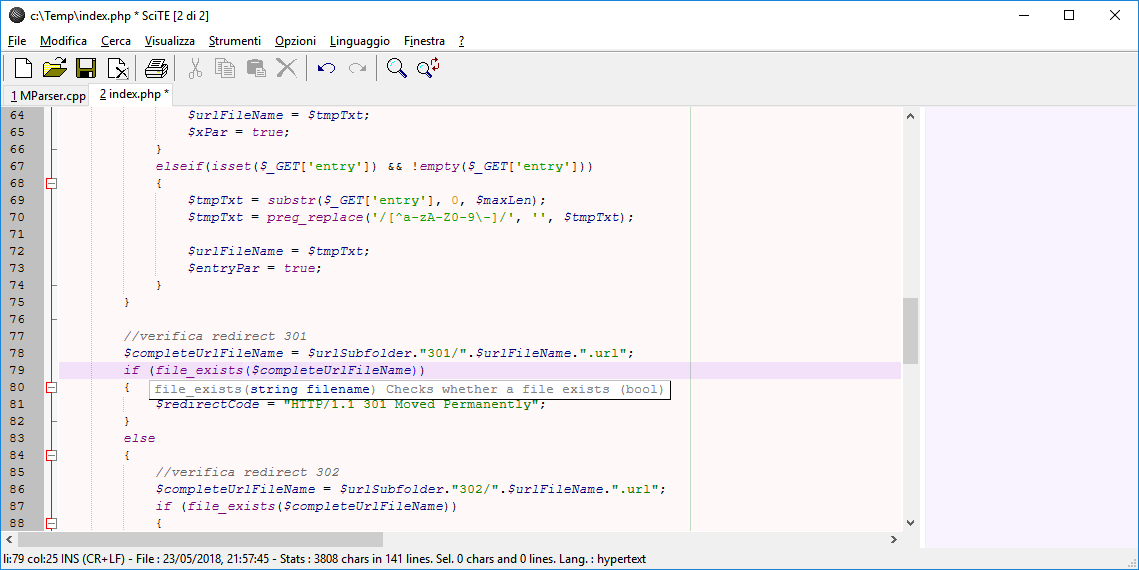 c:\Temp\index.php * SciTE [2 di 2]
File Modifica Cerca Visualizza Strumenti Opzioni Linguaggio Finestra ?
1 MParser.cpp 2 index.php *
64 $urlFileName = $tmpTxt;
65 $xPar = true;
66 }
67 elseif(isset($_GET['entry']) && !empty($_GET['entry']))
68 {
69 $tmpTxt = substr($_GET['entry'], 0, $maxLen);
70 $tmpTxt = preg_replace('/[^a-zA-Z0-9\-]/', '', $tmpTxt);
71
72 $urlFileName = $tmpTxt;
73 $entryPar = true;
74 }
75 }
76
77 //verifica redirect 301
78 $completeUrlFileName = $urlSubfolder."301/".$urlFileName.".url";
79 if (file_exists($completeUrlFileName))
80 {
file_exists(string filename) Checks whether a file exists (bool)
81 $redirectCode = "HTTP/1.1 301 Moved Permanently";
82 }
83 else
84 {
85 //verifica redirect 302
86 $completeUrlFileName = $urlSubfolder."302/".$urlFileName.".url";
87 if (file_exists($completeUrlFileName))
88 {
li:79 col:25 INS (CR+LF) - File : 23/05/2018, 21:57:45 - Stats : 3808 chars in 141 lines. Sel. 0 chars and 0 lines. Lang. : hypertext